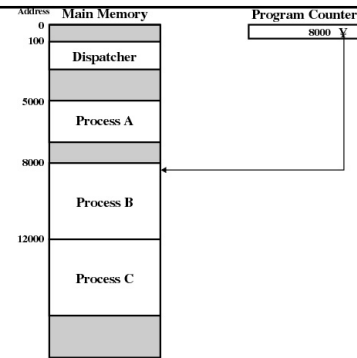 Address Main Memory Program Counter
0
8000 ¥
100
Dispatcher
5000
Process A
8000
Process B
12000
Process C